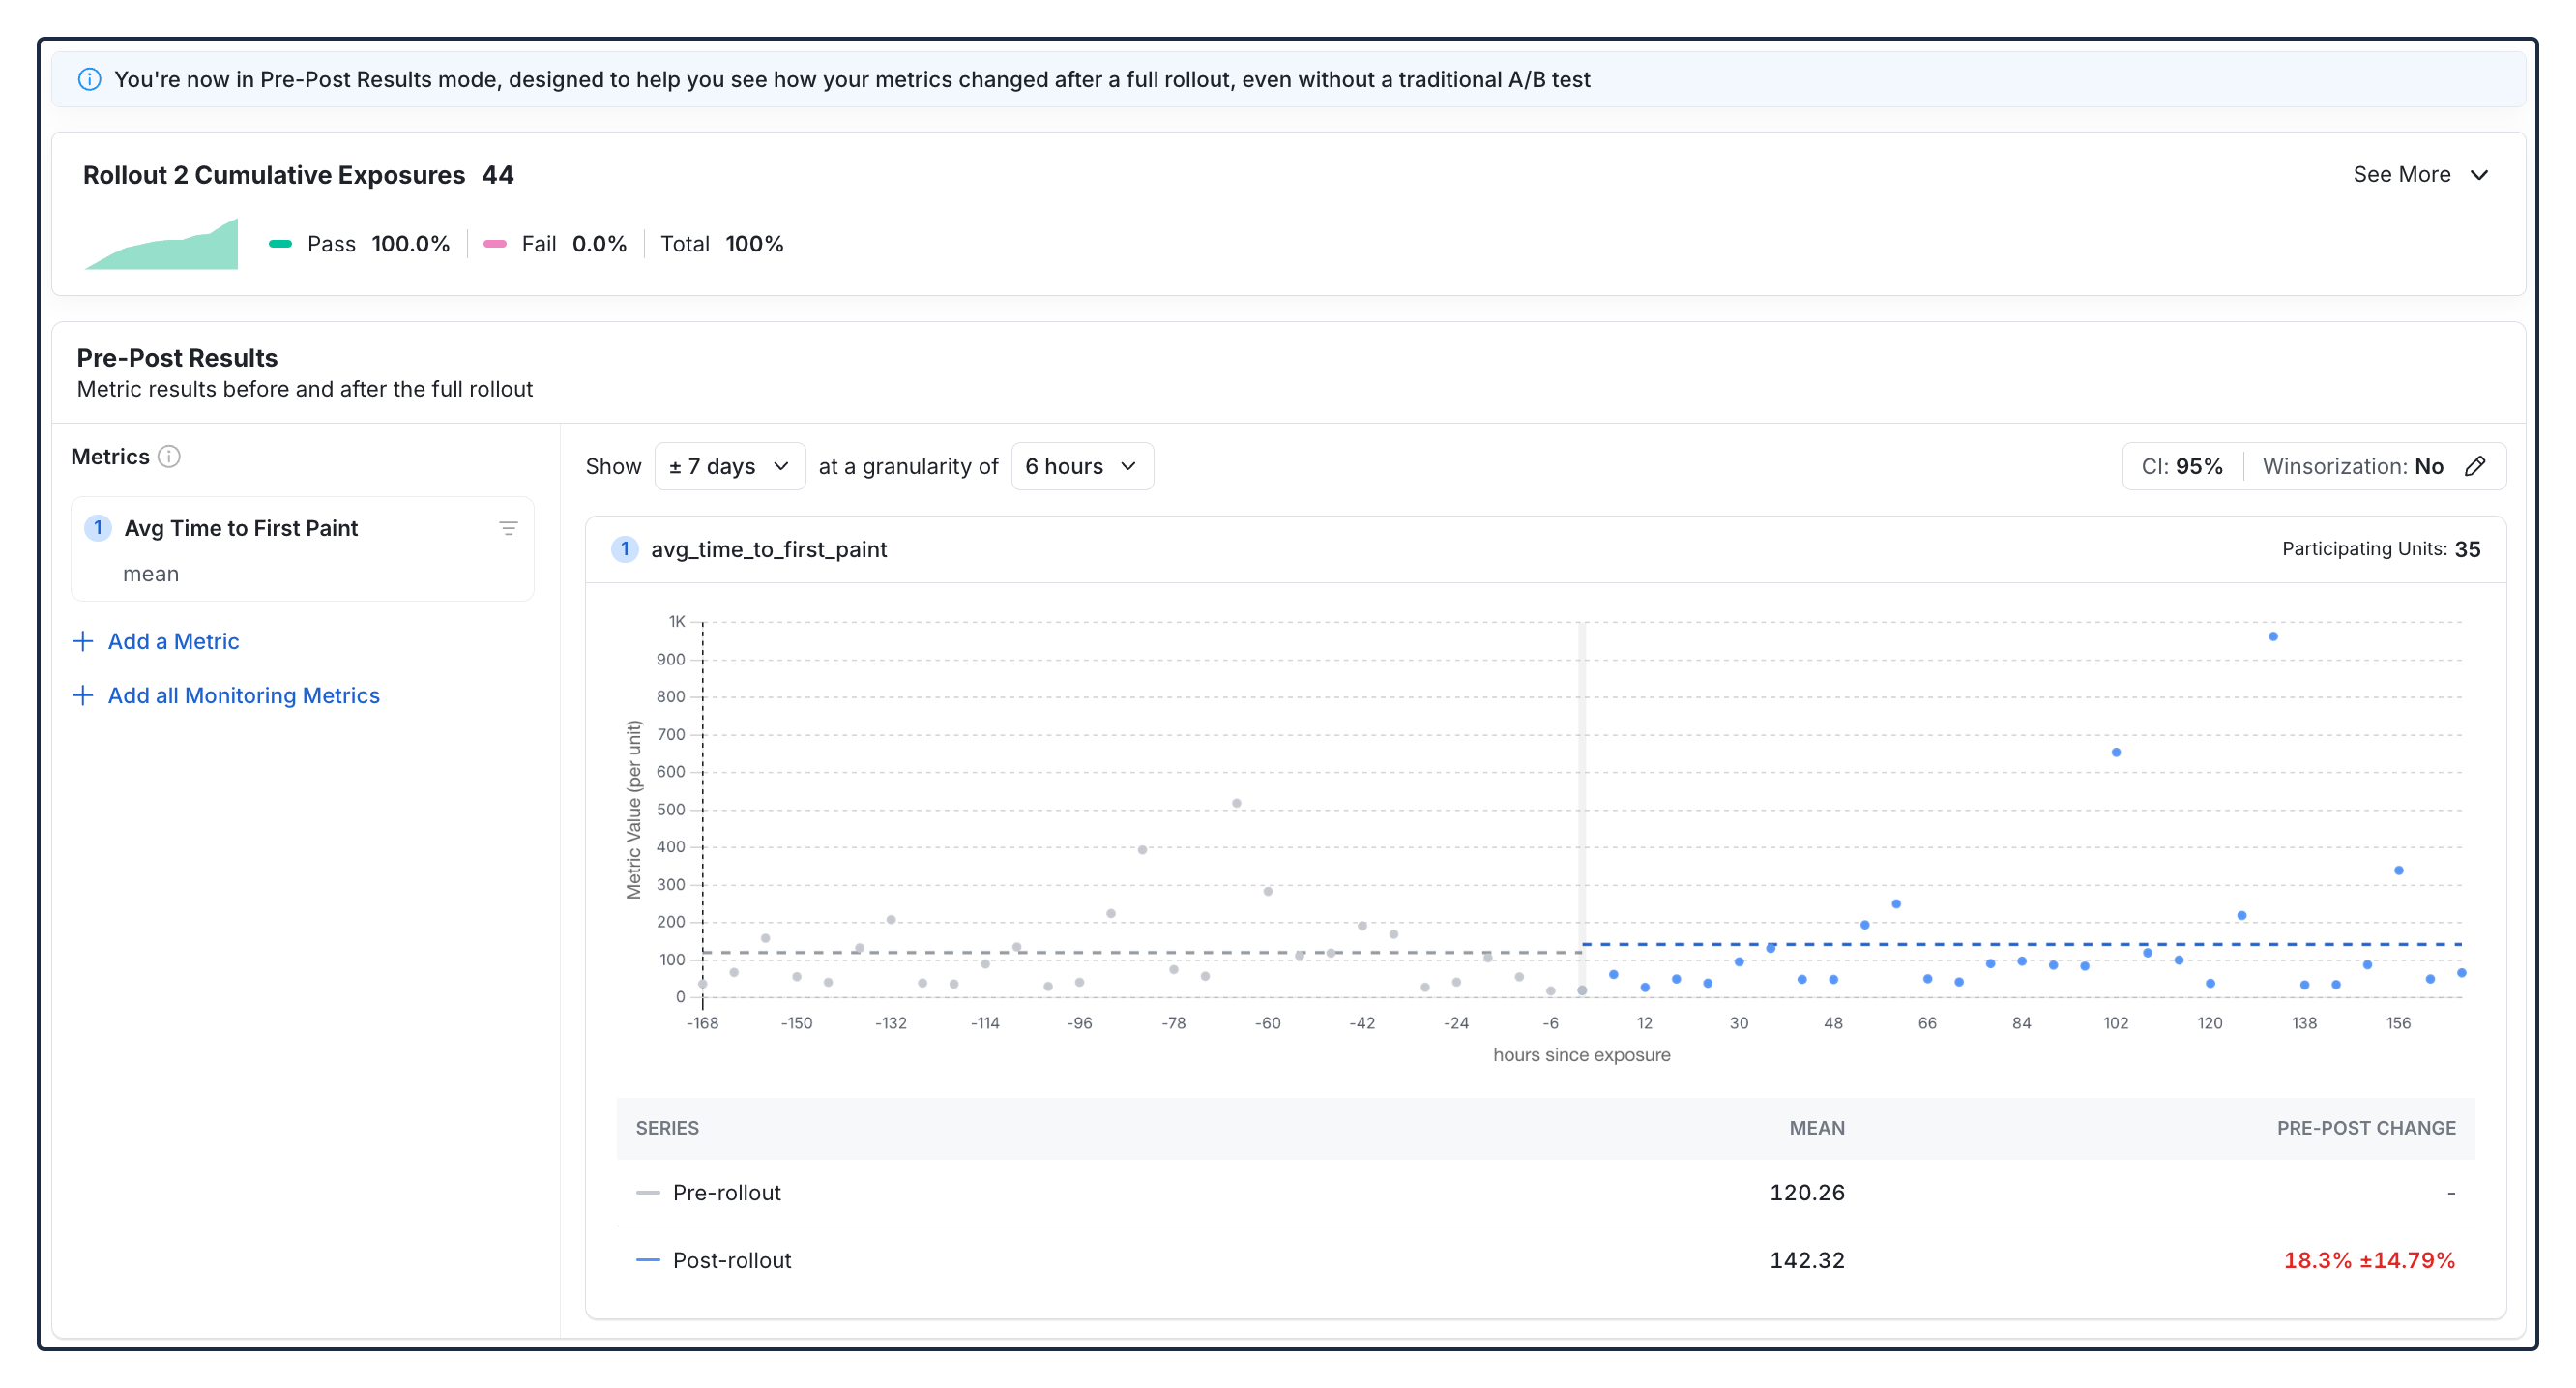 You're now in Pre-Post Results mode, designed to help you see how your metrics changed after a full rollout, even without a traditional A/B test
Rollout 2 Cumulative Exposures 44
See More
Pass 100.0% Fail 0.0% Total 100%
Pre-Post Results
Metric results before and after the full rollout
Metrics
1 Avg Time to First Paint
mean
+ Add a Metric
+ Add all Monitoring Metrics
Show ± 7 days at a granularity of 6 hours
CI: 95% Winsorization: No
1 avg_time_to_first_paint
Participating Units: 35
Metric Value (per unit)
1K
900
800
700
600
500
400
300
200
100
0
-168 -150 -132 -114 -96 -78 -60 -42 -24 -6 12 30 48 66 84 102 120 138 156
hours since exposure
SERIES MEAN PRE-POST CHANGE
Pre-rollout 120.26 -
Post-rollout 142.32 18.3% ±14.79%